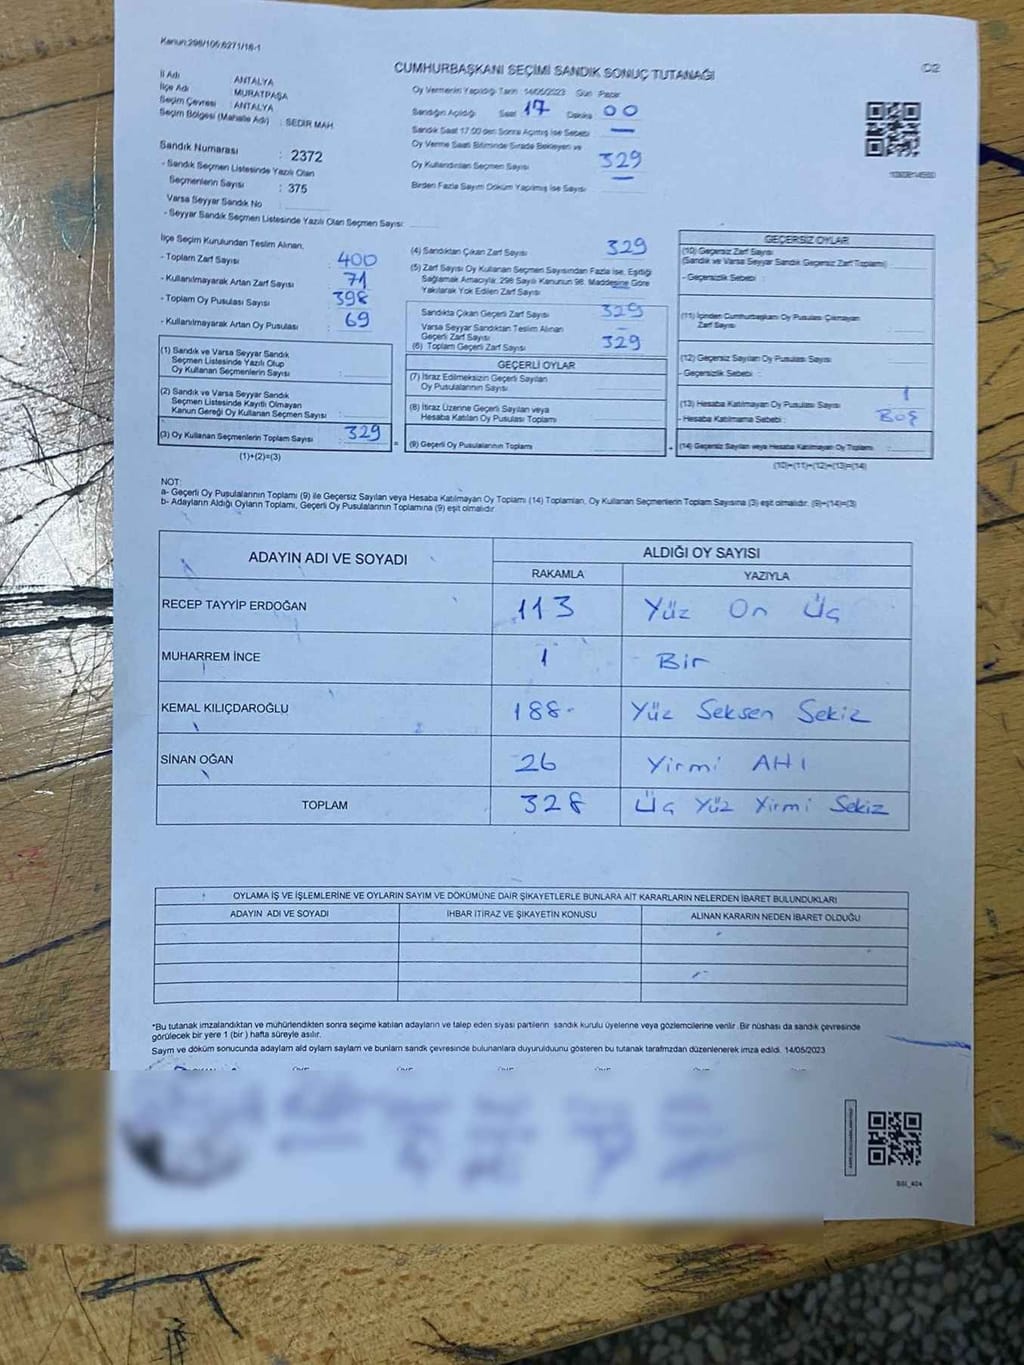 Kanun:298/106:6271/16-1
CUMHURBAŞKANI SEÇİMİ SANDIK SONUÇ TUTANAĞI
İl Adı ANTALYA
İlçe Adı MURATPAŞA
Seçim Çevresi : ANTALYA
Seçim Bölgesi (Mahalle Adı) : SEDİR MAH.
Sandık Numarası : 2372
- Sandık Seçmen Listesinde Yazılı Olan
Seçmenlerin Sayısı : 375
Varsa Seyyar Sandık No
- Seyyar Sandık Seçmen Listesinde Yazılı Olan Seçmen Sayısı:
Oy Vermenin Yapıldığı Tarih 14/05/2023 Gün Pazar
Sandığın Açıldığı Saat 17 Dakika 00
Sandık Saat 17:00'den Sonra Açılmış İse Sebebi —
Oy Verme Saati Bitiminde Sırada Bekleyen ve
Oy Kullandırılan Seçmen Sayısı 329
Birden Fazla Sayım Döküm Yapılmış İse Sayısı —
İlçe Seçim Kurulundan Teslim Alınan,
- Toplam Zarf Sayısı 400
- Kullanılmayarak Artan Zarf Sayısı 71
- Toplam Oy Pusulası Sayısı 398
- Kullanılmayarak Artan Oy Pusulası 69
(1) Sandık ve Varsa Seyyar Sandık
Seçmen Listesinde Yazılı Olup
Oy Kullanan Seçmenlerin Sayısı :
(2) Sandık ve Varsa Seyyar Sandık
Seçmen Listesinde Kayıtlı Olmayan
Kanun Gereği Oy Kullanan Seçmen Sayısı :
(3) Oy Kullanan Seçmenlerin Toplam Sayısı : 329
(1)+(2)=(3)
(4) Sandıktan Çıkan Zarf Sayısı 329
(5) Zarf Sayısı Oy Kullanan Seçmen Sayısından Fazla İse, Eşitliği
Sağlamak Amacıyla; 298 Sayılı Kanunun 98. Maddesine Göre
Yakılarak Yok Edilen Zarf Sayısı
Sandıkta Çıkan Geçerli Zarf Sayısı 329
Varsa Seyyar Sandıktan Teslim Alınan
Geçerli Zarf Sayısı —
(6) Toplam Geçerli Zarf Sayısı 329
GEÇERLİ OYLAR
(7) İtiraz Edilmeksizin Geçerli Sayılan
Oy Pusulalarının Sayısı
(8) İtiraz Üzerine Geçerli Sayılan veya
Hesaba Katılan Oy Pusulası Toplamı
= (9) Geçerli Oy Pusulalarının Toplamı
GEÇERSİZ OYLAR
(10) Geçersiz Zarf Sayısı
(Sandık ve Varsa Seyyar Sandık Geçersiz Zarf Toplamı)
- Geçersizlik Sebebi :
(11) İçinden Cumhurbaşkanı Oy Pusulası Çıkmayan
Zarf Sayısı
(12) Geçersiz Sayılan Oy Pusulası Sayısı
- Geçersizlik Sebebi :
(13) Hesaba Katılmayan Oy Pusulası Sayısı 1
- Hesaba Katılmama Sebebi Boş
+ (14) Geçersiz Sayılan veya Hesaba Katılmayan Oy Toplamı
(10)+(11)+(12)+(13)=(14)
NOT:
a- Geçerli Oy Pusulalarının Toplamı (9) ile Geçersiz Sayılan veya Hesaba Katılmayan Oy Toplamı (14) Toplamları, Oy Kullanan Seçmenlerin Toplam Sayısına (3) eşit olmalıdır. (9)+(14)=(3)
b- Adayların Aldığı Oyların Toplamı, Geçerli Oy Pusulalarının Toplamına (9) eşit olmalıdır
ADAYIN ADI VE SOYADI ALDIĞI OY SAYISI
RAKAMLA YAZIYLA
RECEP TAYYİP ERDOĞAN 113 Yüz On Üç
MUHARREM İNCE 1 Bir
KEMAL KILIÇDAROĞLU 188- Yüz Seksen Sekiz
SİNAN OĞAN 26 Yirmi Altı
TOPLAM 328 Üç Yüz Yirmi Sekiz
OYLAMA İŞ VE İŞLEMLERİNE VE OYLARIN SAYIM VE DÖKÜMÜNE DAİR ŞİKAYETLERLE BUNLARA AİT KARARLARIN NELERDEN İBARET BULUNDUKLARI
ADAYIN ADI VE SOYADI İHBAR İTİRAZ VE ŞİKAYETİN KONUSU ALINAN KARARIN NEDEN İBARET OLDUĞU
*Bu tutanak imzalandıktan ve mühürlendikten sonra seçime katılan adayların ve talep eden siyasi partilerin sandık kurulu üyelerine veya gözlemcilerine verilir. Bir nüshası da sandık çevresinde
görülecek bir yere 1 (bir) hafta süreyle asılır.
Sayım ve döküm sonucunda adayların aldı oyların sayıları ve bunların sandk çevresinde bulunanlara duyurulduunu gösteren bu tutanak tarafmzdan düzenlenerek imza edildi. 14/05/2023